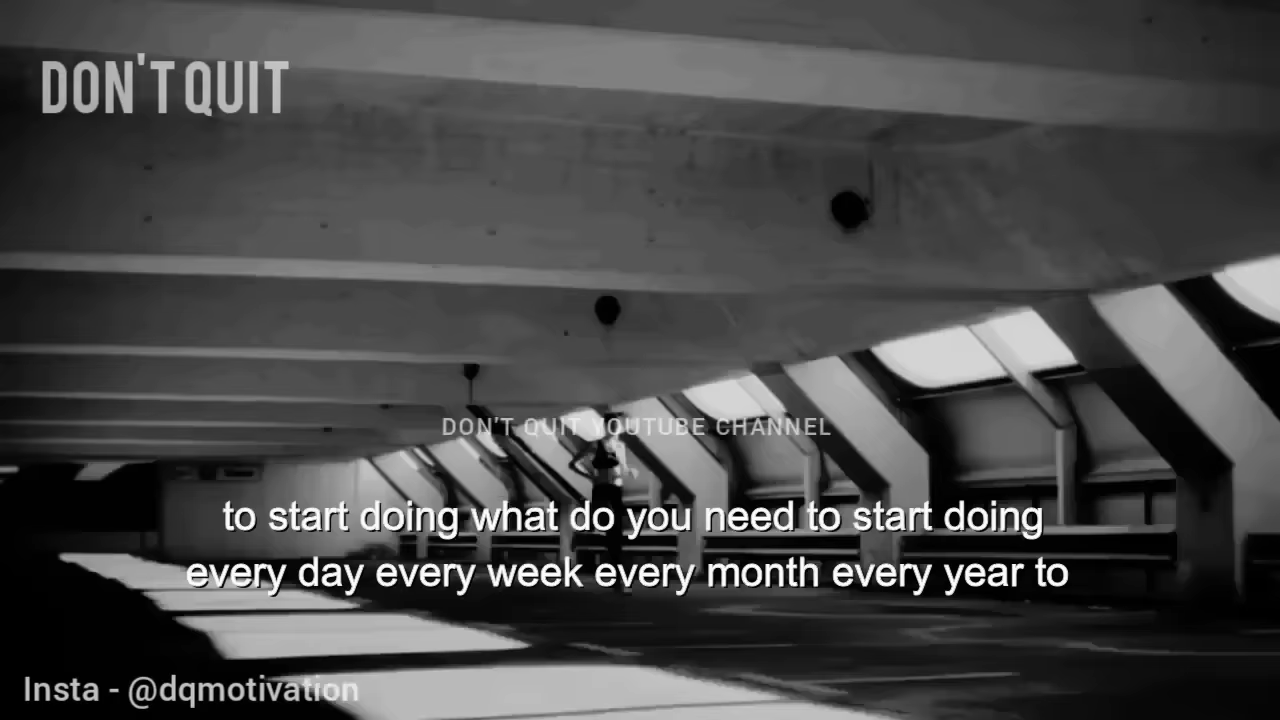 DON'T QUIT
DON'T QUIT YOUTUBE CHANNEL
to start doing what do you need to start doing
every day every week every month every year to
Insta - @dqmotivation